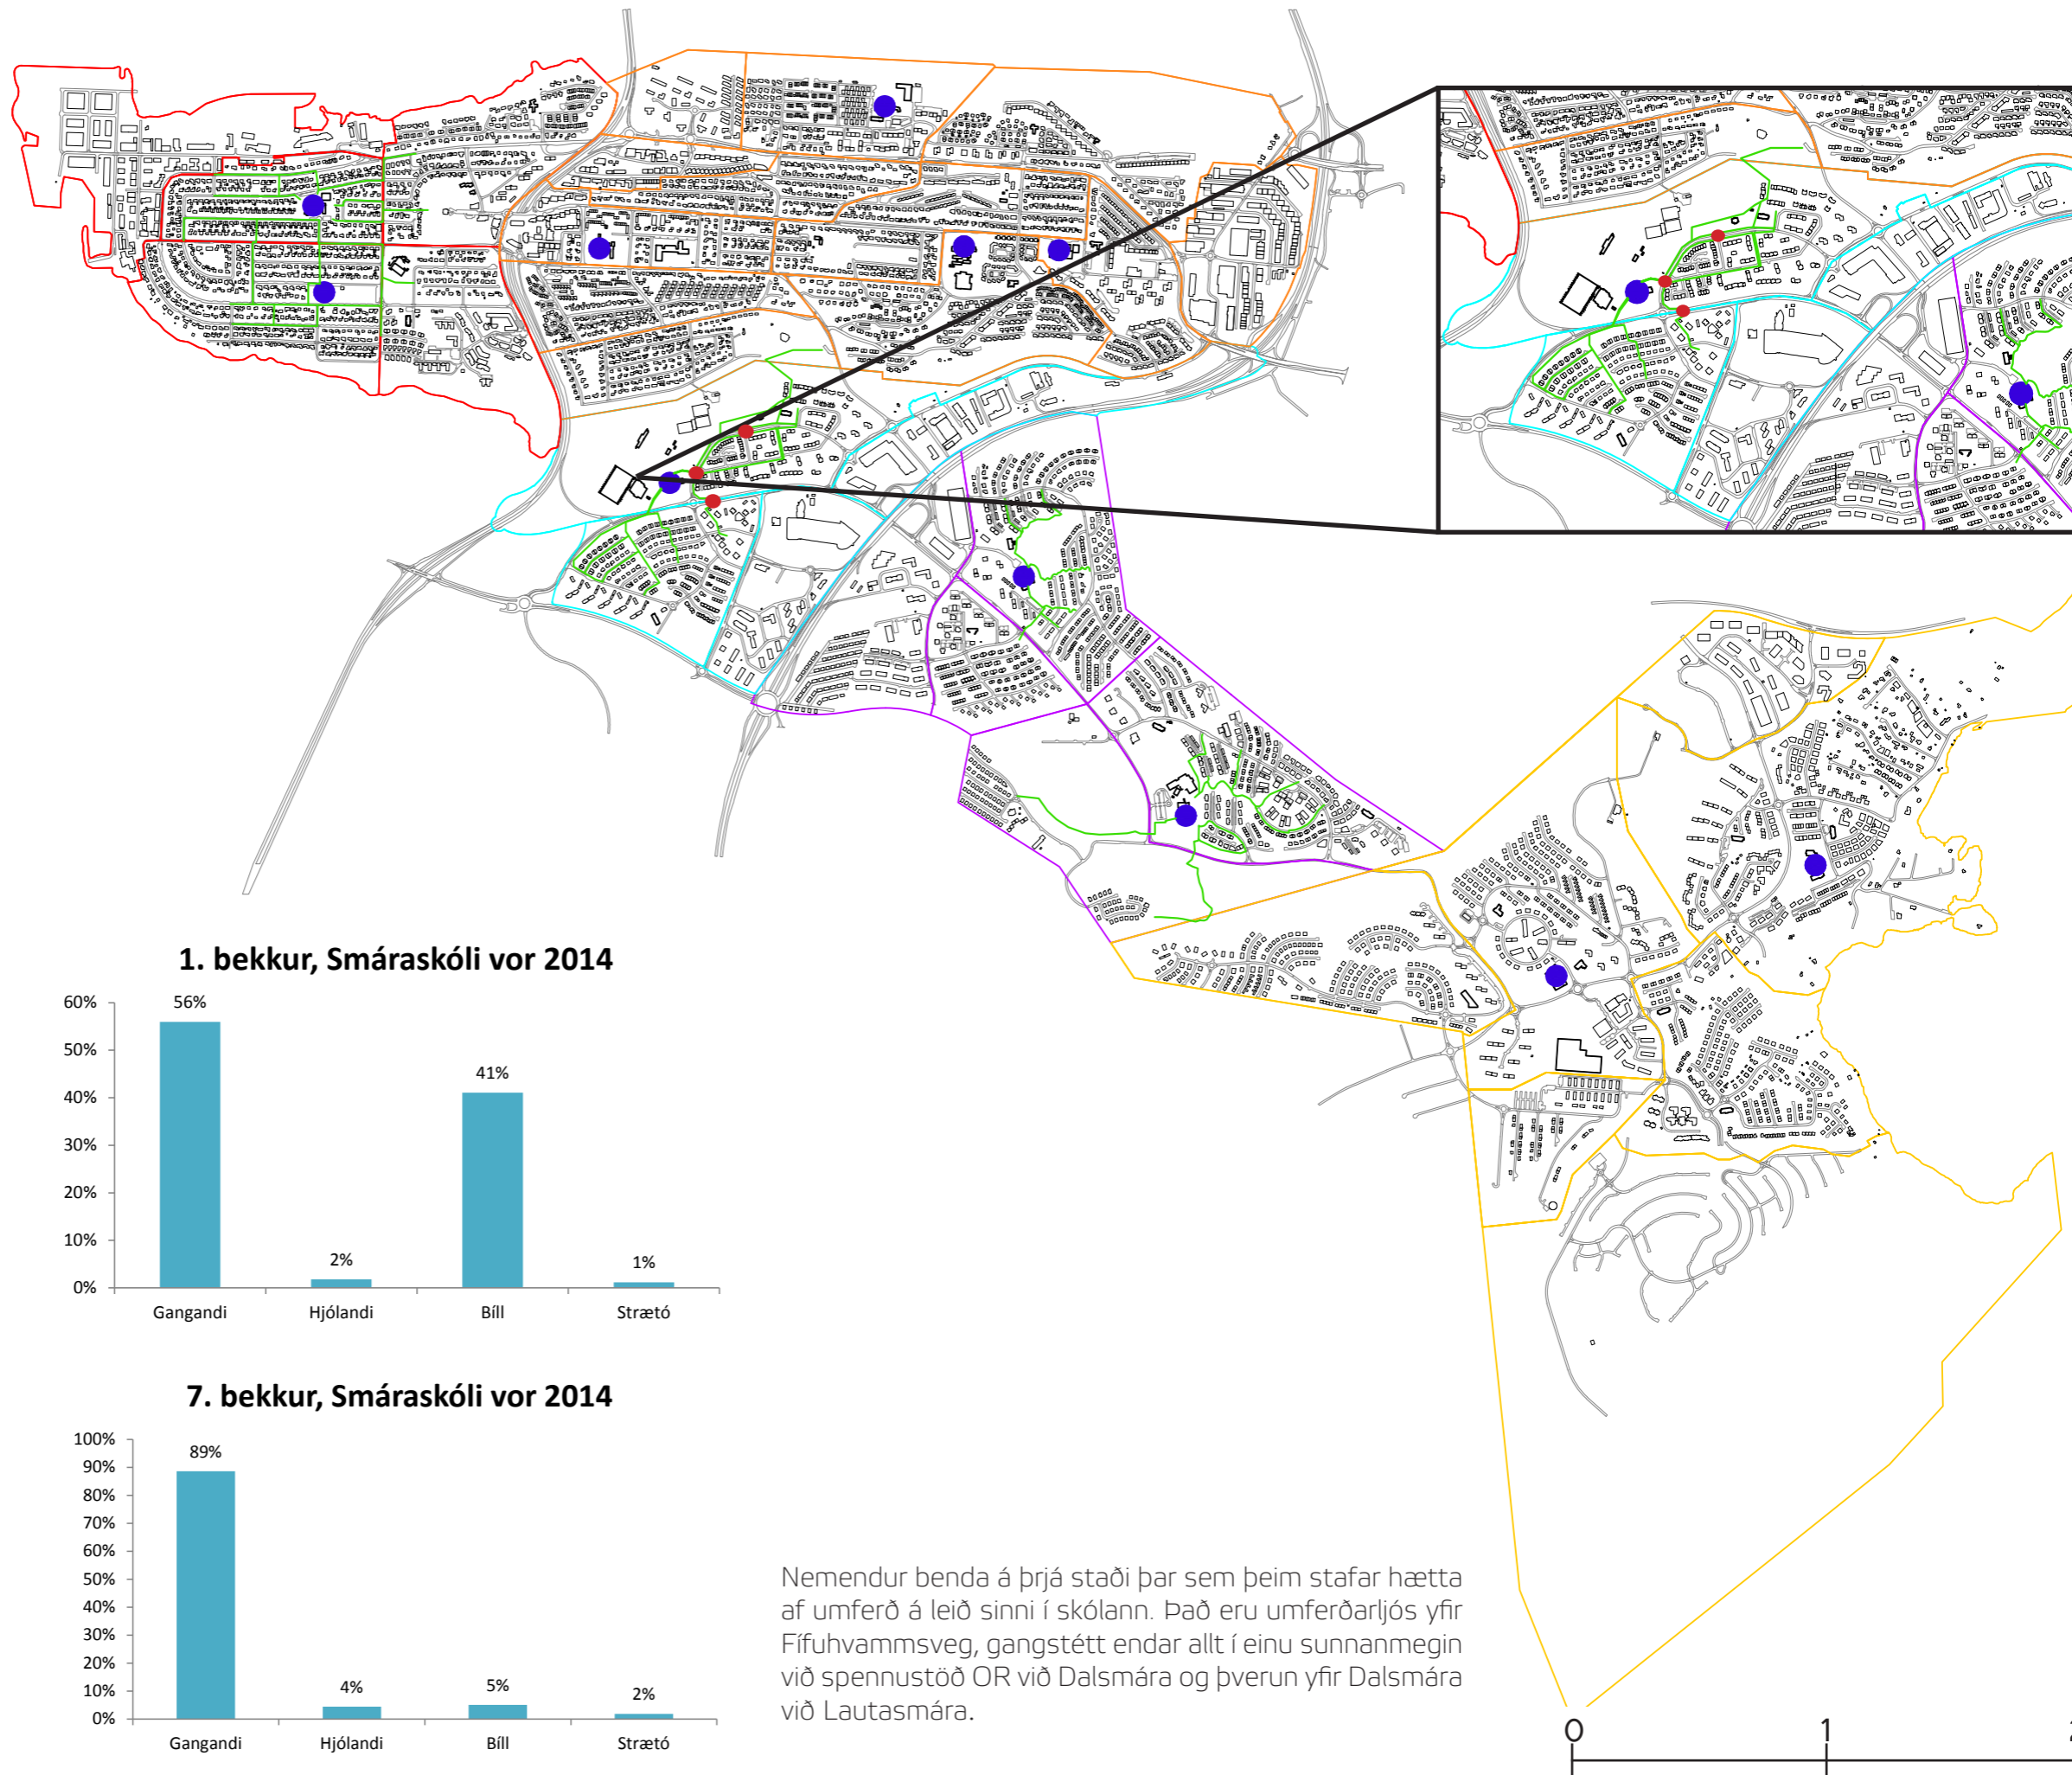 1. bekkur, Smáraskóli vor 2014
60%
50%
40%
30%
20%
10%
0%
56%
2%
41%
1%
Gangandi
Hjólandi
Bíll
Strætó
7. bekkur, Smáraskóli vor 2014
100%
90%
80%
70%
60%
50%
40%
30%
20%
10%
0%
89%
4%
5%
2%
Gangandi
Hjólandi
Bíll
Strætó
Nemendur benda á þrjá staði þar sem þeim stafar hætta
af umferð á leið sinni í skólann. Það eru umferðarljós yfir
Fífuhvammsveg, gangstétt endar allt í einu sunnanmegin
við spennustöð OR við Dalsmára og þverun yfir Dalsmára
við Lautasmára.
0 1